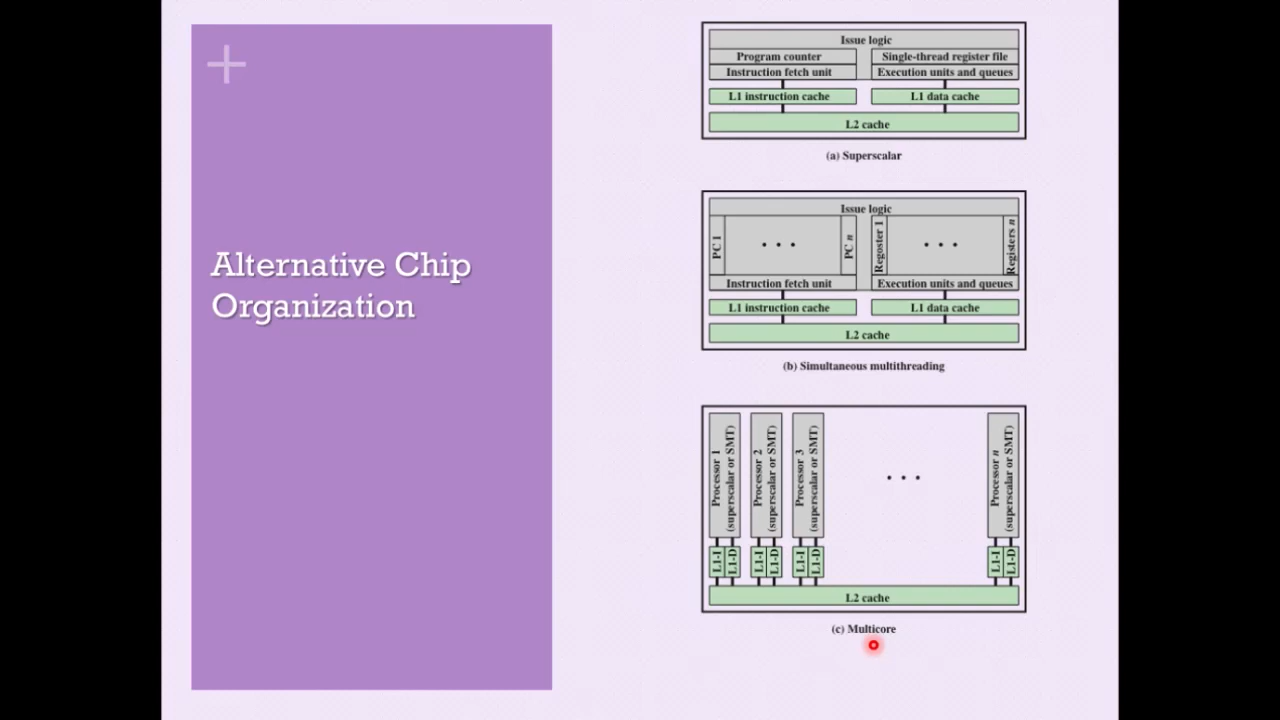 +
Alternative Chip
Organization
Issue logic
Program counter
Single-thread register file
Instruction fetch unit
Execution units and queues
L1 instruction cache
L1 data cache
L2 cache
(a) Superscalar
Issue logic
PC 1
• • •
PC n
Regoster 1
• • •
Registers n
Instruction fetch unit
Execution units and queues
L1 instruction cache
L1 data cache
L2 cache
(b) Simultaneous multithreading
Processor 1
(superscalar or SMT)
Processor 2
(superscalar or SMT)
Processor 3
(superscalar or SMT)
• • •
Processor n
(superscalar or SMT)
L1-I
L1-D
L1-I
L1-D
L1-I
L1-D
L1-I
L1-D
L2 cache
(c) Multicore